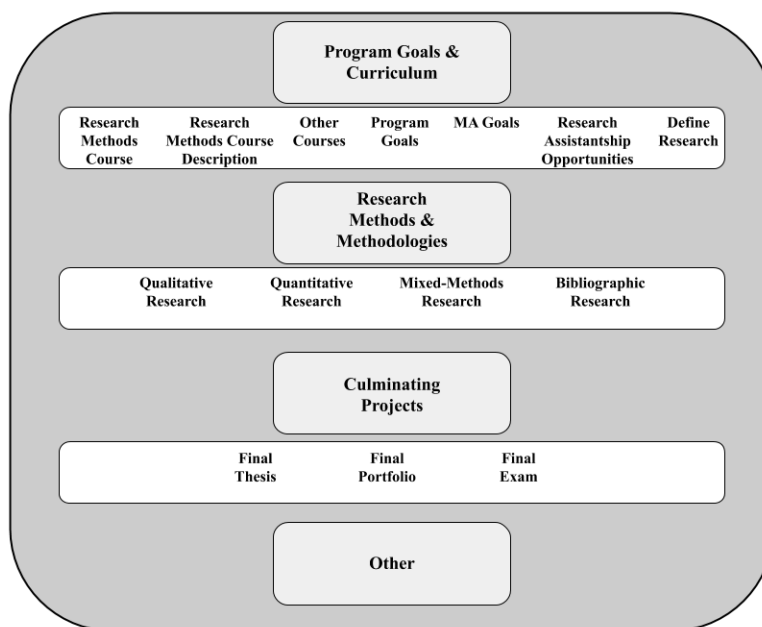 Program Goals &
Curriculum
Research Methods Course
Research Methods Course Description
Other Courses
Program Goals
MA Goals
Research Assistantship Opportunities
Define Research
Research
Methods &
Methodologies
Qualitative Research
Quantitative Research
Mixed-Methods Research
Bibliographic Research
Culminating
Projects
Final Thesis
Final Portfolio
Final Exam
Other